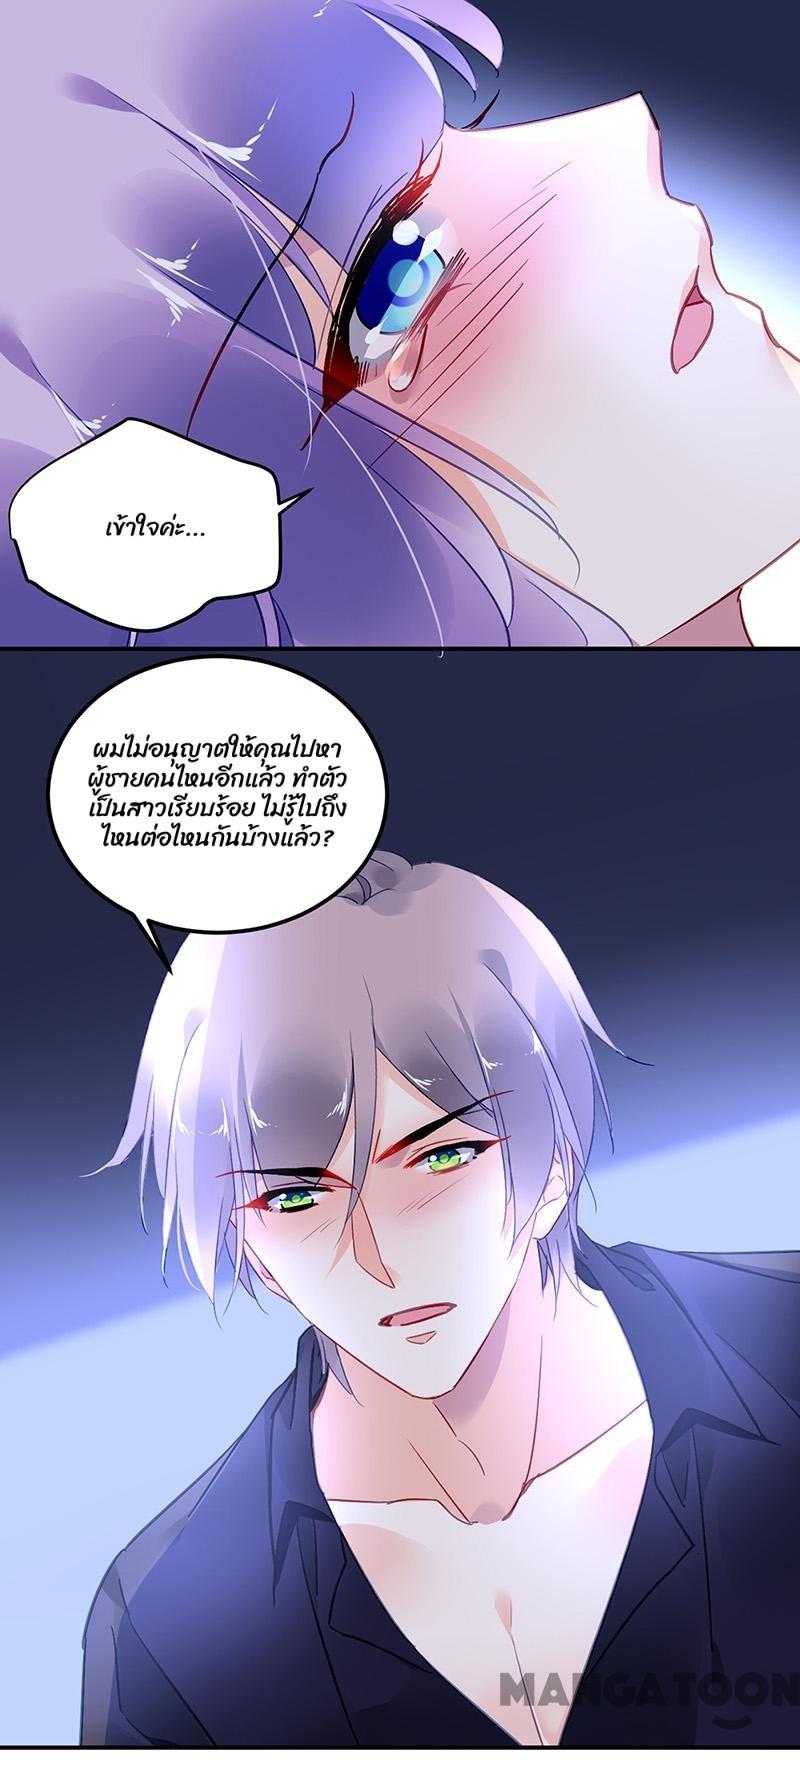 เข้าใจค่ะ...
ผมไม่อนุญาตให้คุณไปหา
ผู้ชายคนไหนอีกแล้ว ทำตัว
เป็นสาวเรียบร้อย ไม่รู้ไปถึง
ไหนต่อไหนกันบ้างแล้ว?
MANGATOON